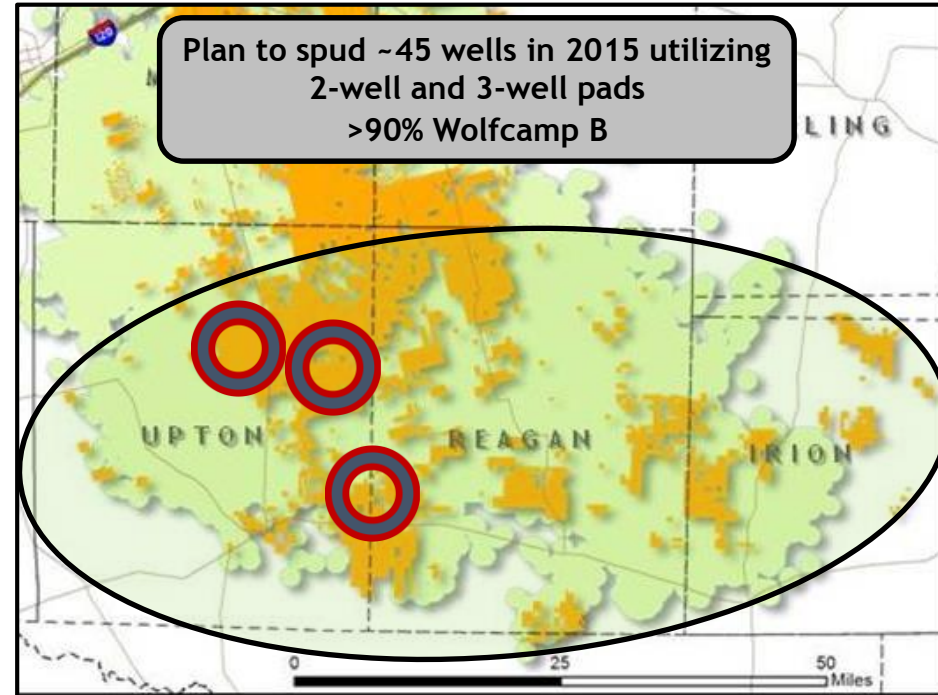 Plan to spud ~45 wells in 2015 utilizing
2-well and 3-well pads
>90% Wolfcamp B
20
M
LING
UPTON
REAGAN
IRION
0 25 50
Miles